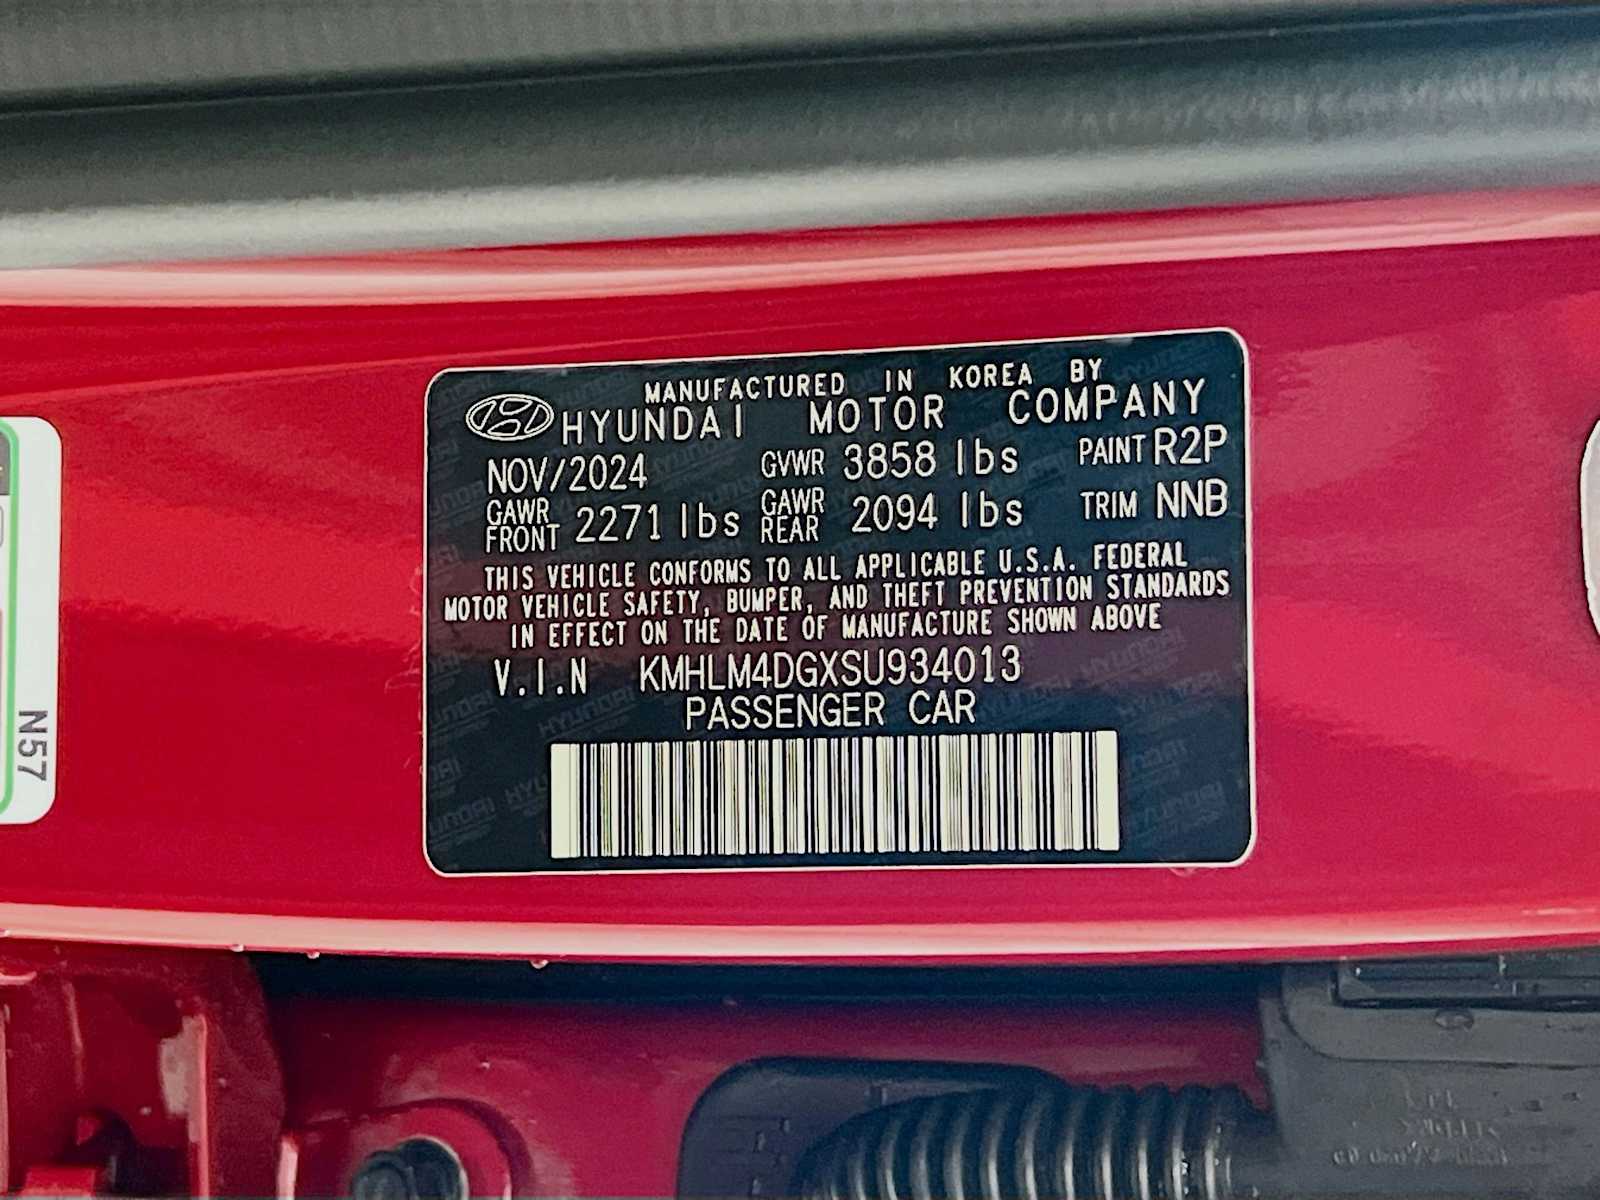 MANUFACTURED IN KOREA BY
HYUNDAI MOTOR COMPANY
NOV/2024 GVWR 3858 lbs PAINT R2P
GAWR FRONT 2271 lbs GAWR REAR 2094 lbs TRIM NNB
THIS VEHICLE CONFORMS TO ALL APPLICABLE U.S.A. FEDERAL
MOTOR VEHICLE SAFETY, BUMPER, AND THEFT PREVENTION STANDARDS
IN EFFECT ON THE DATE OF MANUFACTURE SHOWN ABOVE
V.I.N KMHLM4DGXSU934013
PASSENGER CAR
N57